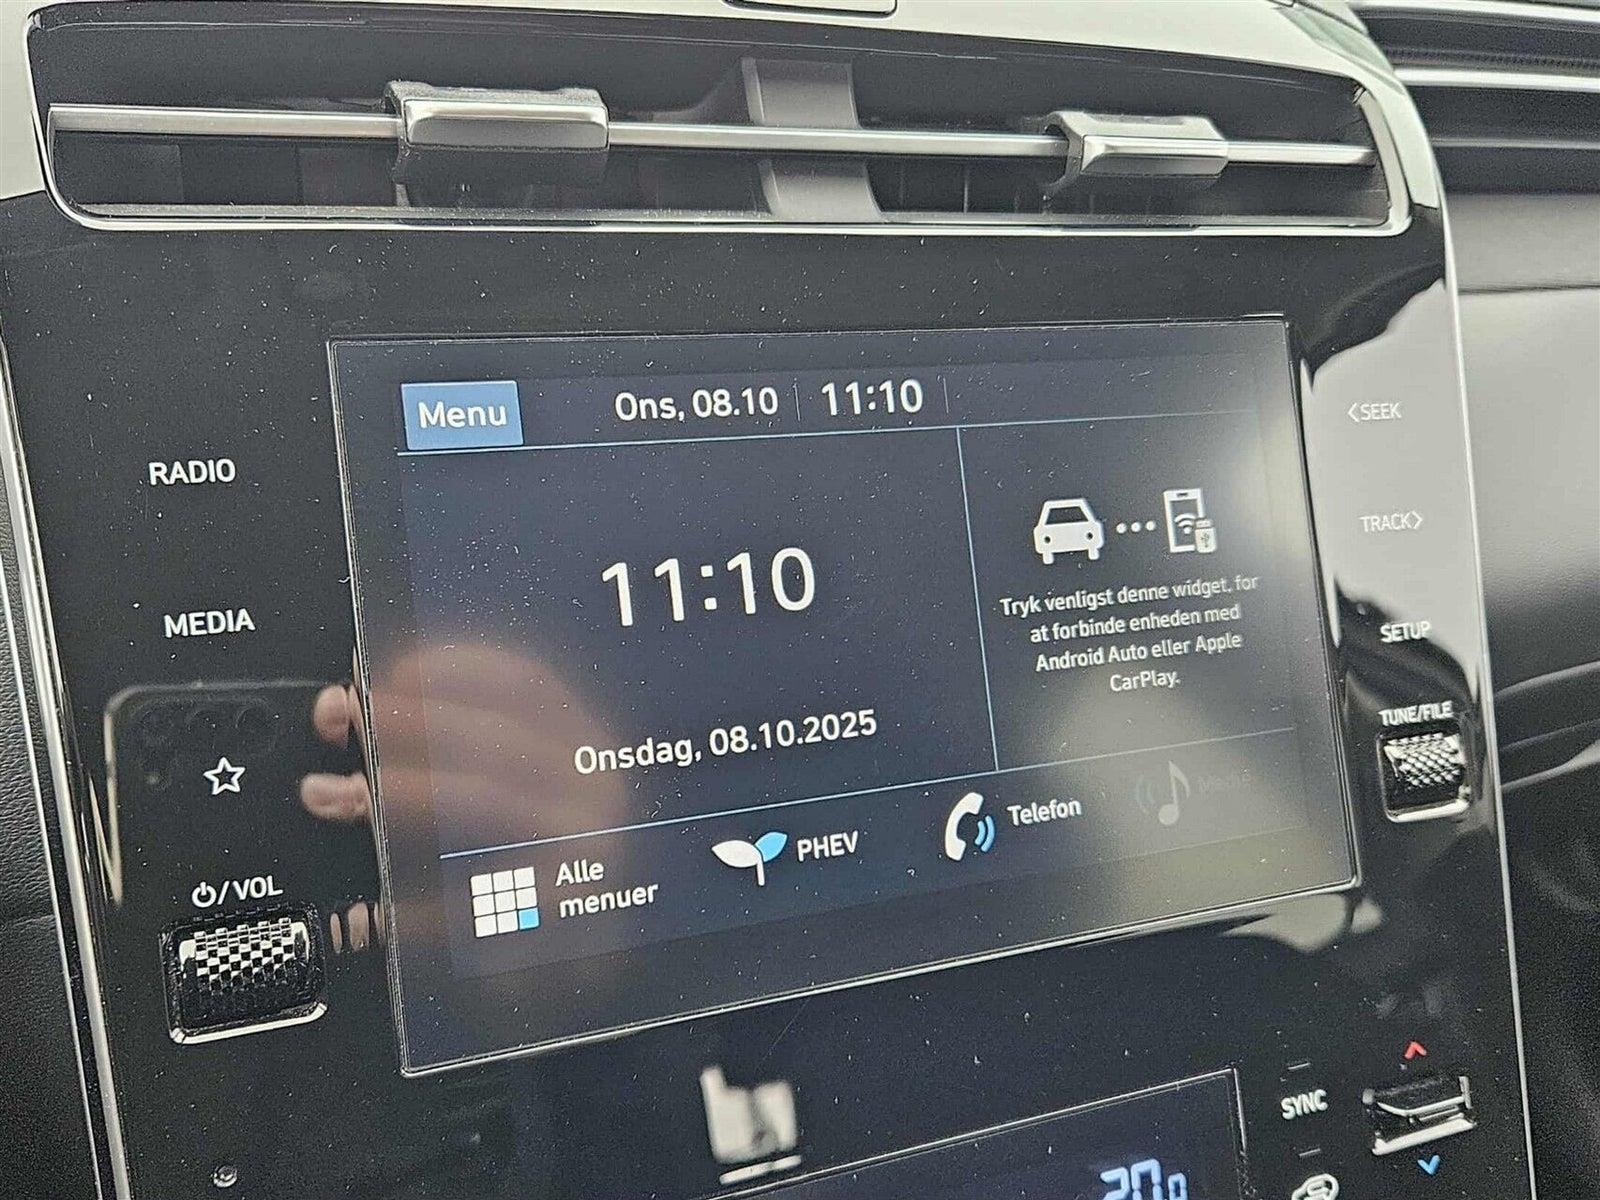 Menu
Ons, 08.10
11:10
11:10
Onsdag, 08.10.2025
Tryk venligst denne widget, for
at forbinde enheden med
Android Auto eller Apple
CarPlay.
Alle
menuer
PHEV
Telefon
RADIO
MEDIA
⏻/VOL
<SEEK
TRACK>
SETUP
TUNE/FILE
SYNC